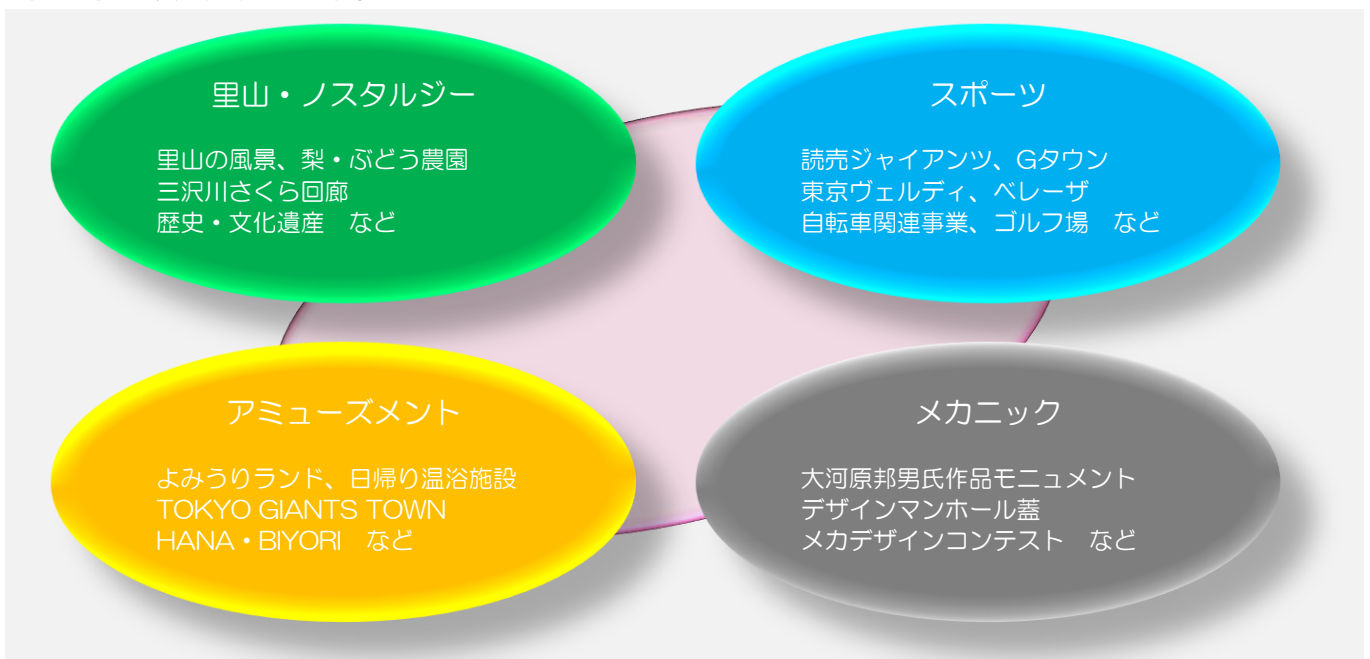 里山・ノスタルジー
里山の風景、梨・ぶどう農園
三沢川さくら回廊
歴史・文化遺産　など
スポーツ
読売ジャイアンツ、Gタウン
東京ヴェルディ、ベレーザ
自転車関連事業、ゴルフ場　など
アミューズメント
よみうりランド、日帰り温浴施設
TOKYO GIANTS TOWN
HANA・BIYORI　など
メカニック
大河原邦男氏作品モニュメント
デザインマンホール蓋
メカデザインコンテスト　など